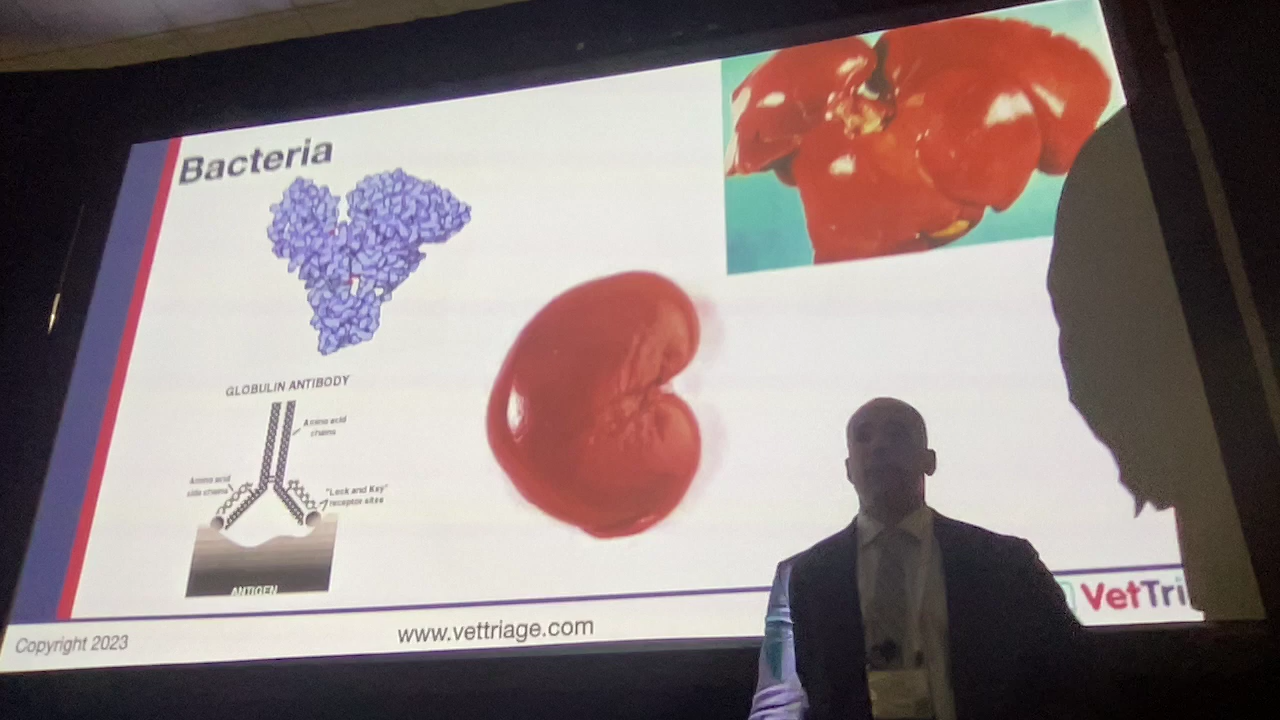 Bacteria
GLOBULIN ANTIBODY
Amino acid
chains
Amino acid
side chains
"Lock and Key"
receptor sites
ANTIGEN
Copyright 2023
www.vettriage.com
VetTri